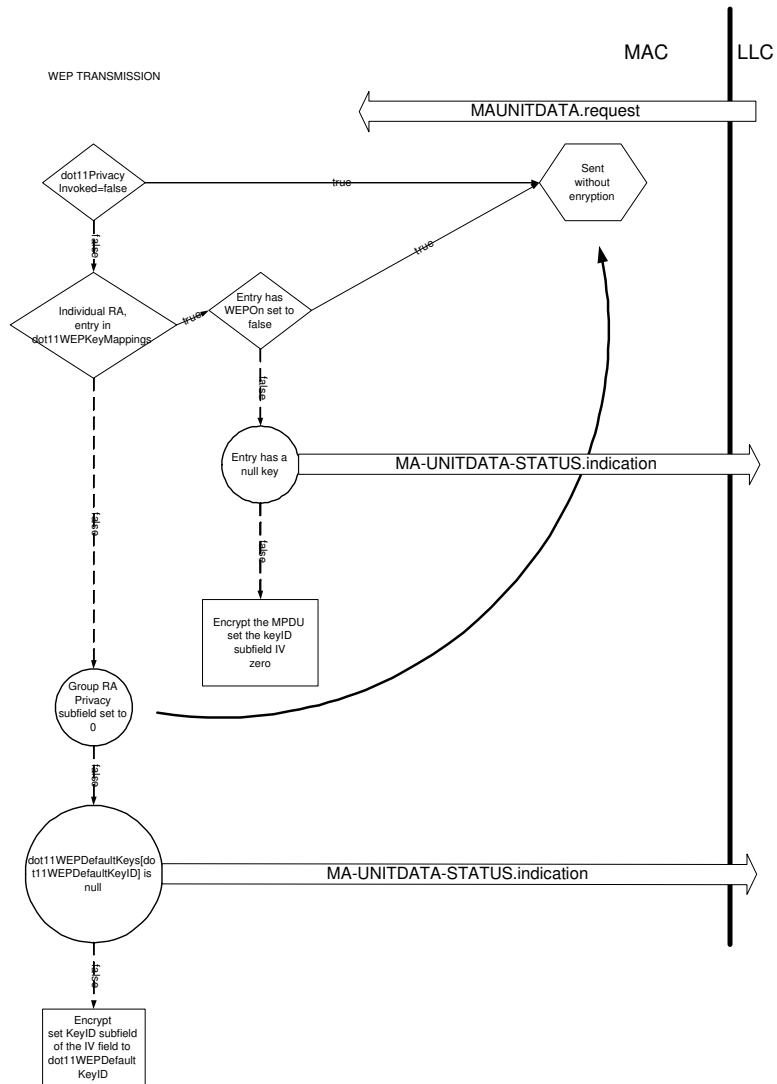 MAC
LLC
WEP TRANSMISSION
MAUNITDATA.request
dot11Privacy
Invoked=false
true
Sent
without
enryption
false
true
Individual RA,
entry in
dot11WEPKeyMappings
true
Entry has
WEPOn set to
false
false
Entry has a
null key
MA-UNITDATA-STATUS.indication
false
false
Encrypt the MPDU
set the keyID
subfield IV
zero
Group RA
Privacy
subfield set to
0
false
dot11WEPDefaultKeys[do
t11WEPDefaultKeyID] is
null
MA-UNITDATA-STATUS.indication
false
Encrypt
set KeyID subfield
of the IV field to
dot11WEPDefault
KeyID